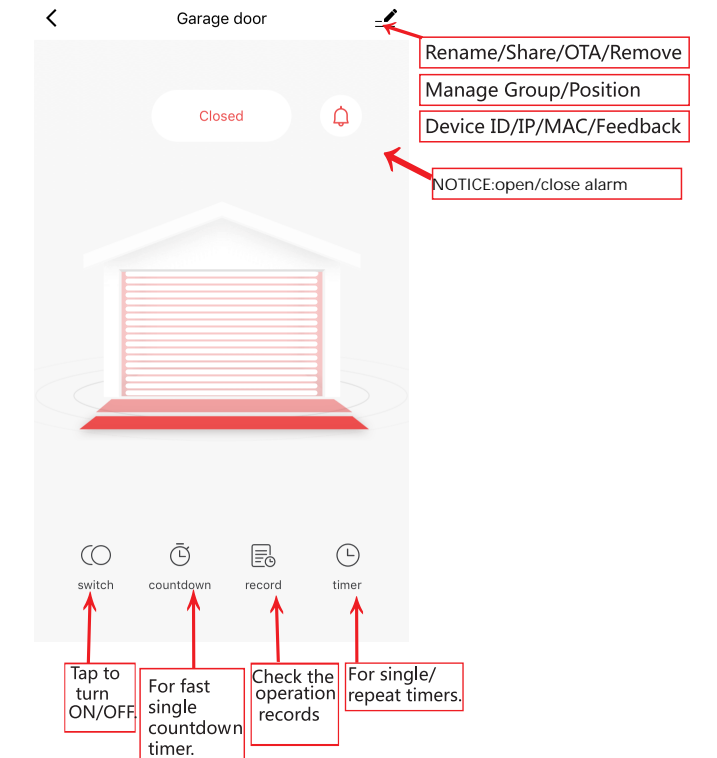 Garage door
Rename/Share/OTA/Remove
Manage Group/Position
Device ID/IP/MAC/Feedback
Closed
NOTICE:open/close alarm
switch
countdown
record
timer
Tap to
turn
ON/OFF.
For fast
single
countdown
timer.
Check the
operation
records
For single/
repeat timers.